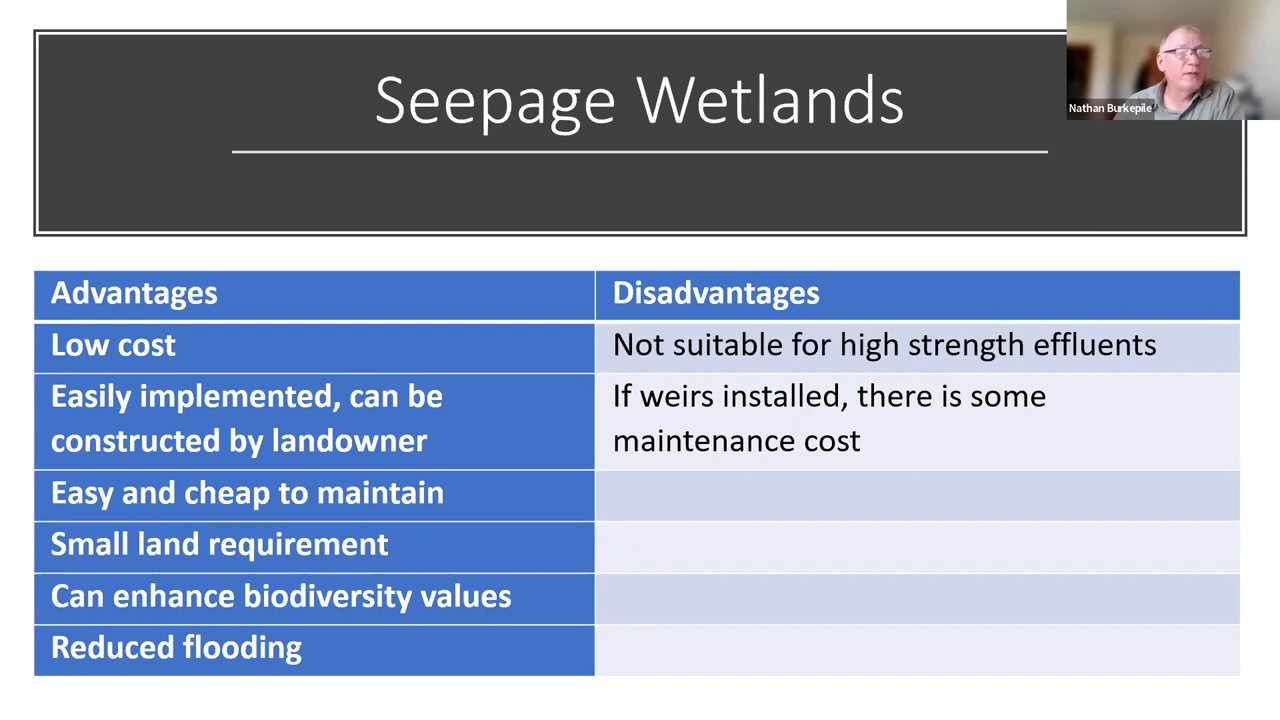 Seepage Wetlands
Nathan Burkepile
Advantages
Disadvantages
Low cost
Not suitable for high strength effluents
Easily implemented, can be
constructed by landowner
If weirs installed, there is some
maintenance cost
Easy and cheap to maintain
Small land requirement
Can enhance biodiversity values
Reduced flooding